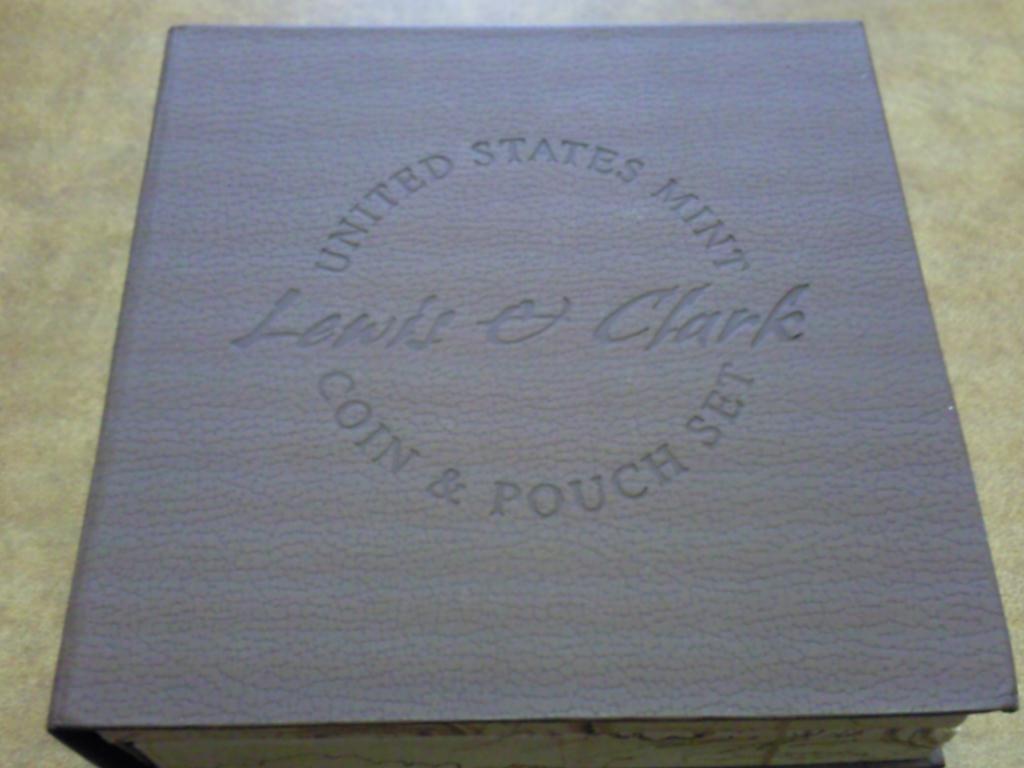 UNITED STATES MINT
Lewis & Clark
COIN & POUCH SET